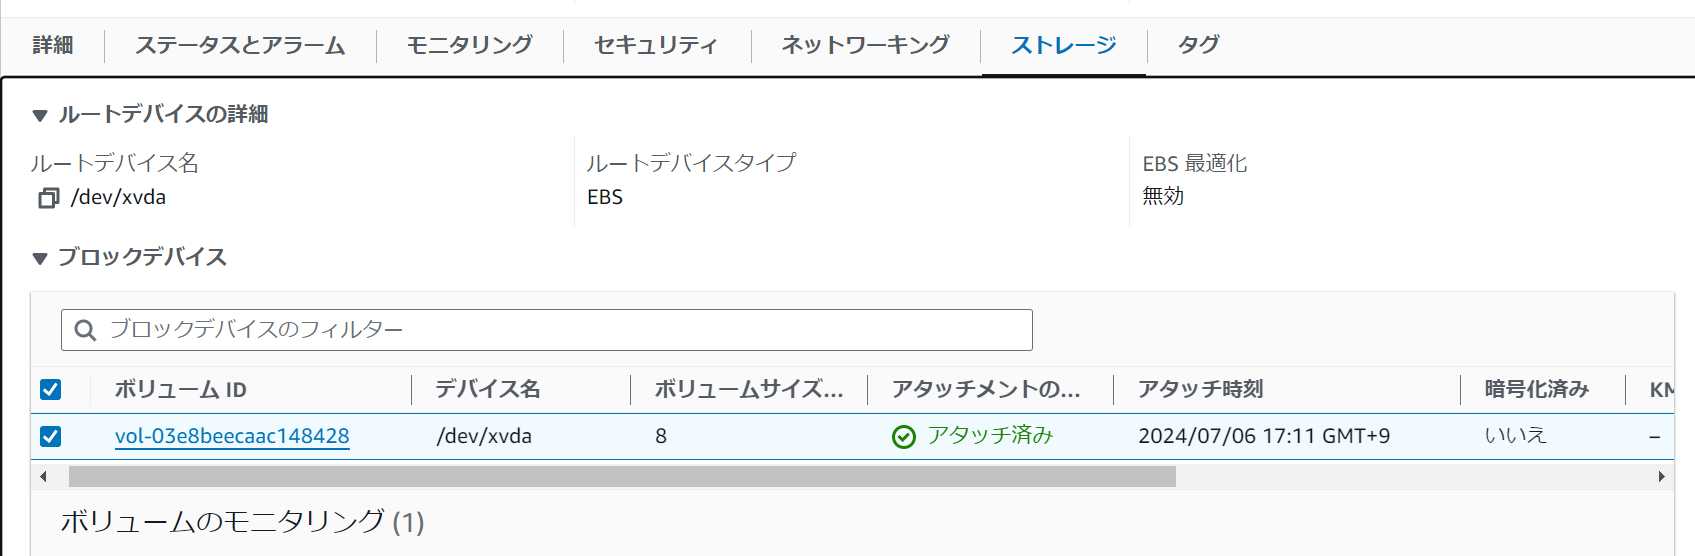 詳細 ステータスとアラーム モニタリング セキュリティ ネットワーキング ストレージ タグ
ルートデバイスの詳細
ルートデバイス名 ルートデバイスタイプ EBS 最適化
/dev/xvda EBS 無効
ブロックデバイス
ブロックデバイスのフィルター
ボリューム ID デバイス名 ボリュームサイズ... アタッチメントの... アタッチ時刻 暗号化済み KM
vol-03e8beecaac148428 /dev/xvda 8 アタッチ済み 2024/07/06 17:11 GMT+9 いいえ –
ボリュームのモニタリング (1)